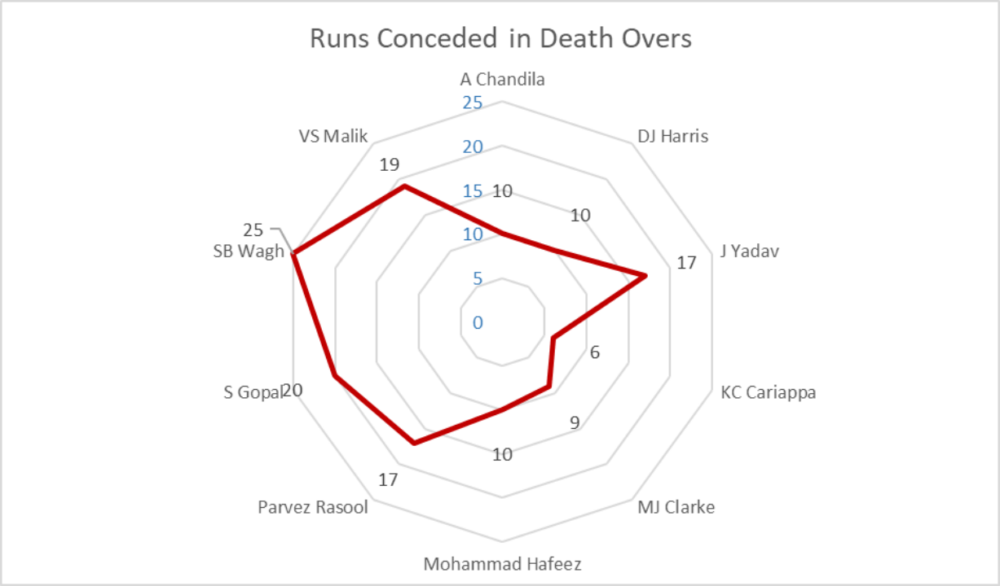 Runs Conceded in Death Overs
A Chandila
25
VS Malik
DJ Harris
20
19
15
10
10
25
10
SB Wagh
J Yadav
17
5
0
6
S Gopal
20
KC Cariappa
9
10
17
Parvez Rasool
MJ Clarke
Mohammad Hafeez